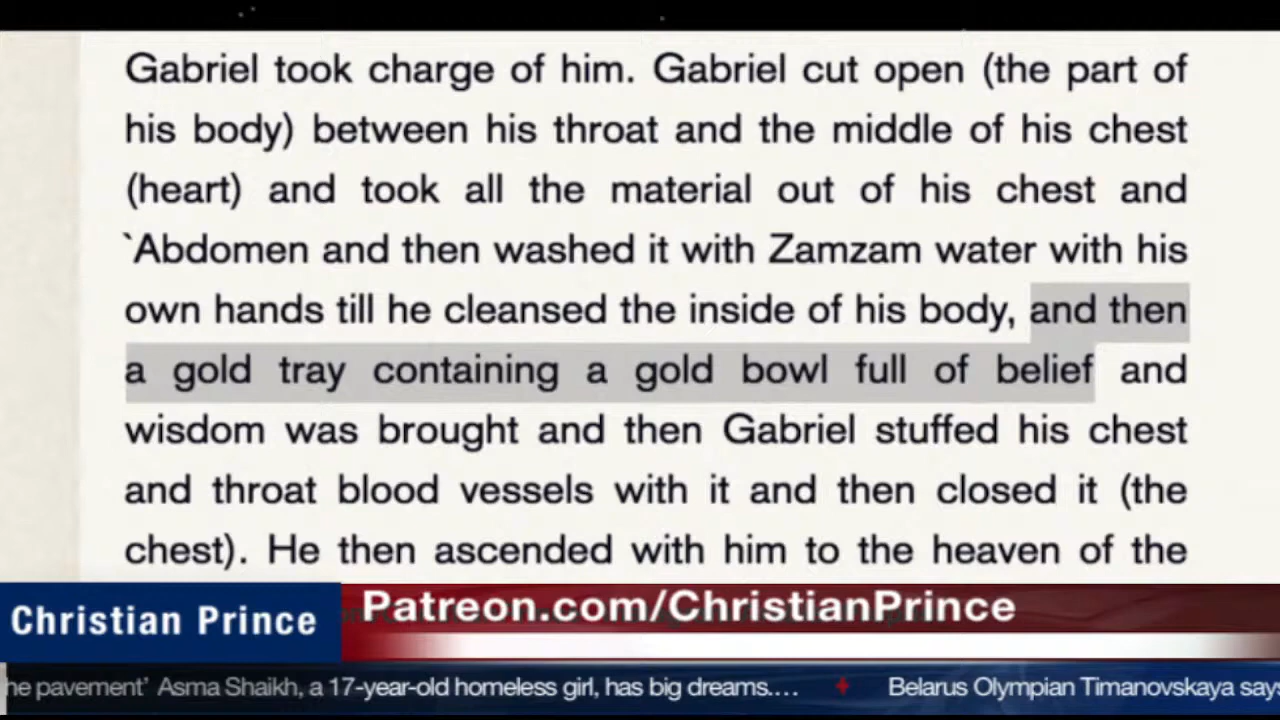 Gabriel took charge of him. Gabriel cut open (the part of
his body) between his throat and the middle of his chest
(heart) and took all the material out of his chest and
`Abdomen and then washed it with Zamzam water with his
own hands till he cleansed the inside of his body, and then
a gold tray containing a gold bowl full of belief and
wisdom was brought and then Gabriel stuffed his chest
and throat blood vessels with it and then closed it (the
chest). He then ascended with him to the heaven of the
Christian Prince
Patreon.com/ChristianPrince
he pavement' Asma Shaikh, a 17-year-old homeless girl, has big dreams.... Belarus Olympian Timanovskaya says